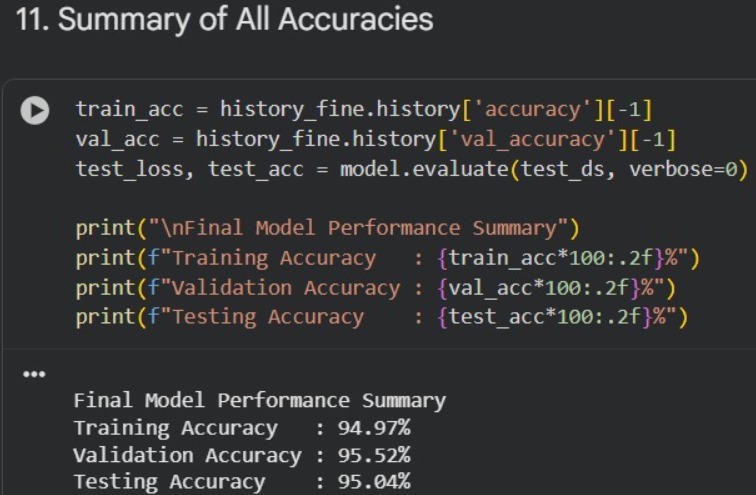 11. Summary of All Accuracies
train_acc = history_fine.history['accuracy'][-1]
val_acc = history_fine.history['val_accuracy'][-1]
test_loss, test_acc = model.evaluate(test_ds, verbose=0)
print("\nFinal Model Performance Summary")
print(f"Training Accuracy   : {train_acc*100:.2f}%")
print(f"Validation Accuracy : {val_acc*100:.2f}%")
print(f"Testing Accuracy    : {test_acc*100:.2f}%")
Final Model Performance Summary
Training Accuracy   : 94.97%
Validation Accuracy : 95.52%
Testing Accuracy    : 95.04%